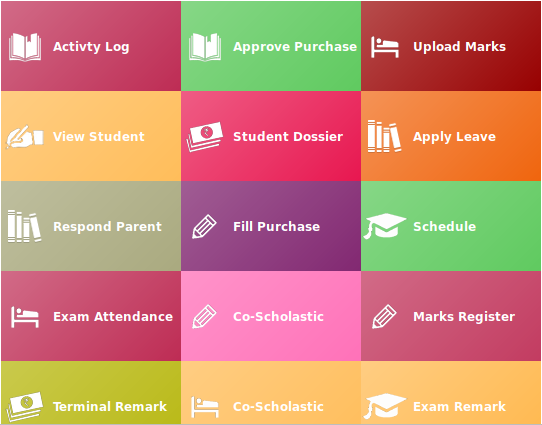 Activty Log
Approve Purchase
Upload Marks
View Student
Student Dossier
Apply Leave
Respond Parent
Fill Purchase
Schedule
Exam Attendance
Co-Scholastic
Marks Register
Terminal Remark
Co-Scholastic
Exam Remark